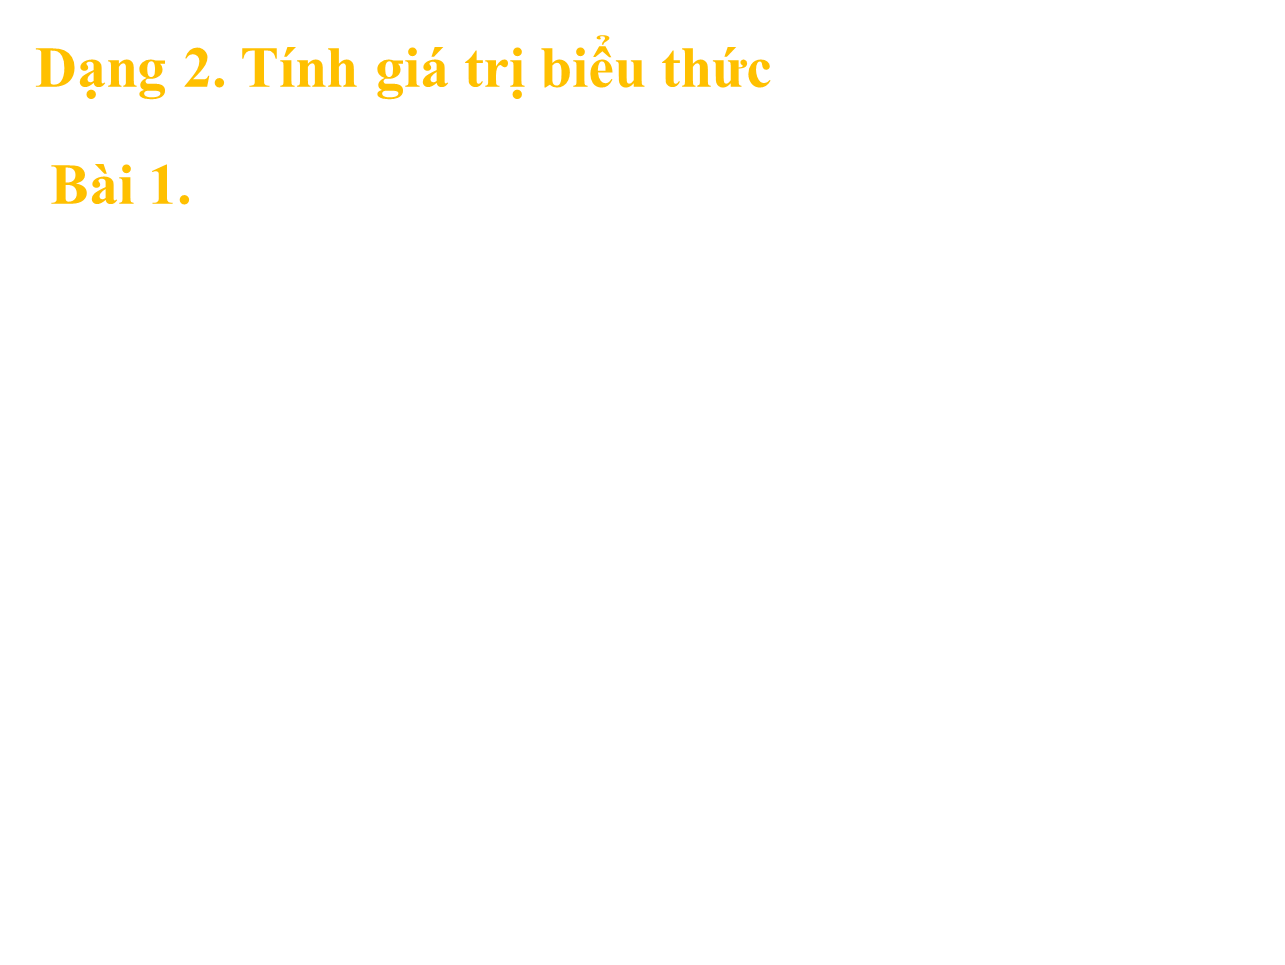 Dạng 2. Tính giá trị biểu thức
Bài 1.